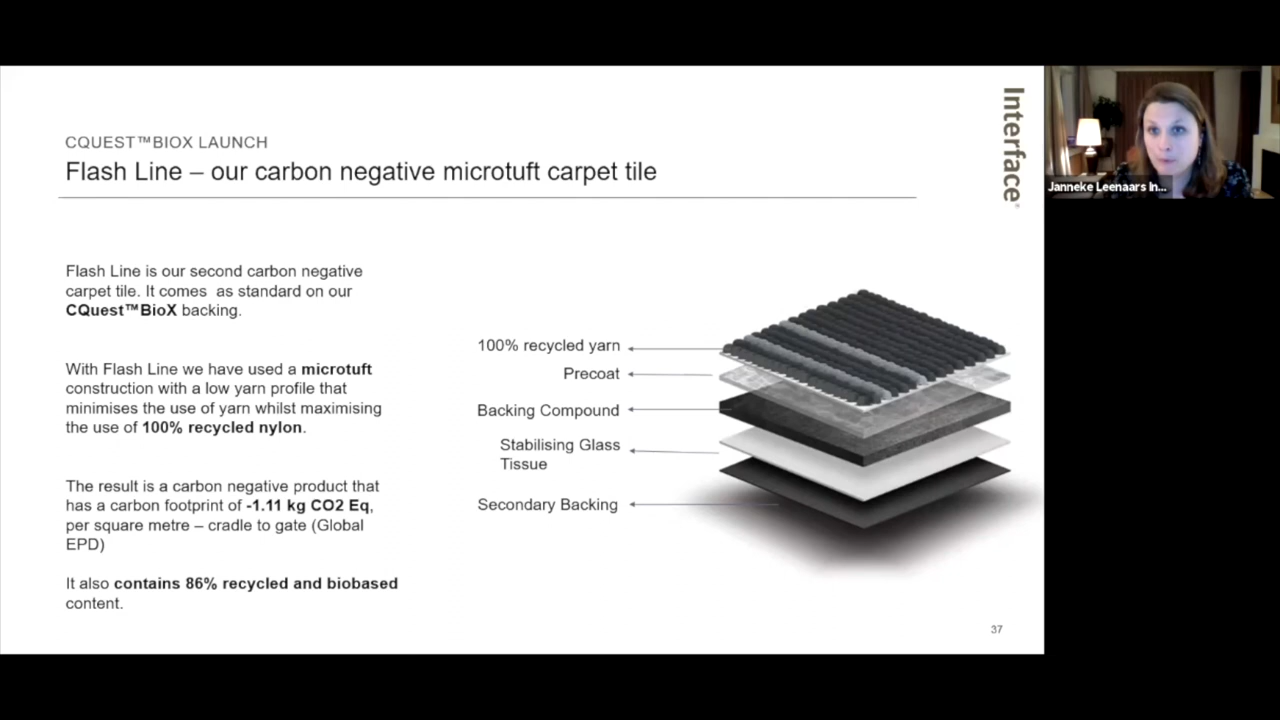 CQUEST™BIOX LAUNCH
Flash Line – our carbon negative microtuft carpet tile
Interface®
Janneke Leenaars In...
Flash Line is our second carbon negative
carpet tile. It comes as standard on our
CQuest™BioX backing.
With Flash Line we have used a microtuft
construction with a low yarn profile that
minimises the use of yarn whilst maximising
the use of 100% recycled nylon.
The result is a carbon negative product that
has a carbon footprint of -1.11 kg CO2 Eq,
per square metre – cradle to gate (Global
EPD)
It also contains 86% recycled and biobased
content.
100% recycled yarn
Precoat
Backing Compound
Stabilising Glass
Tissue
Secondary Backing
37